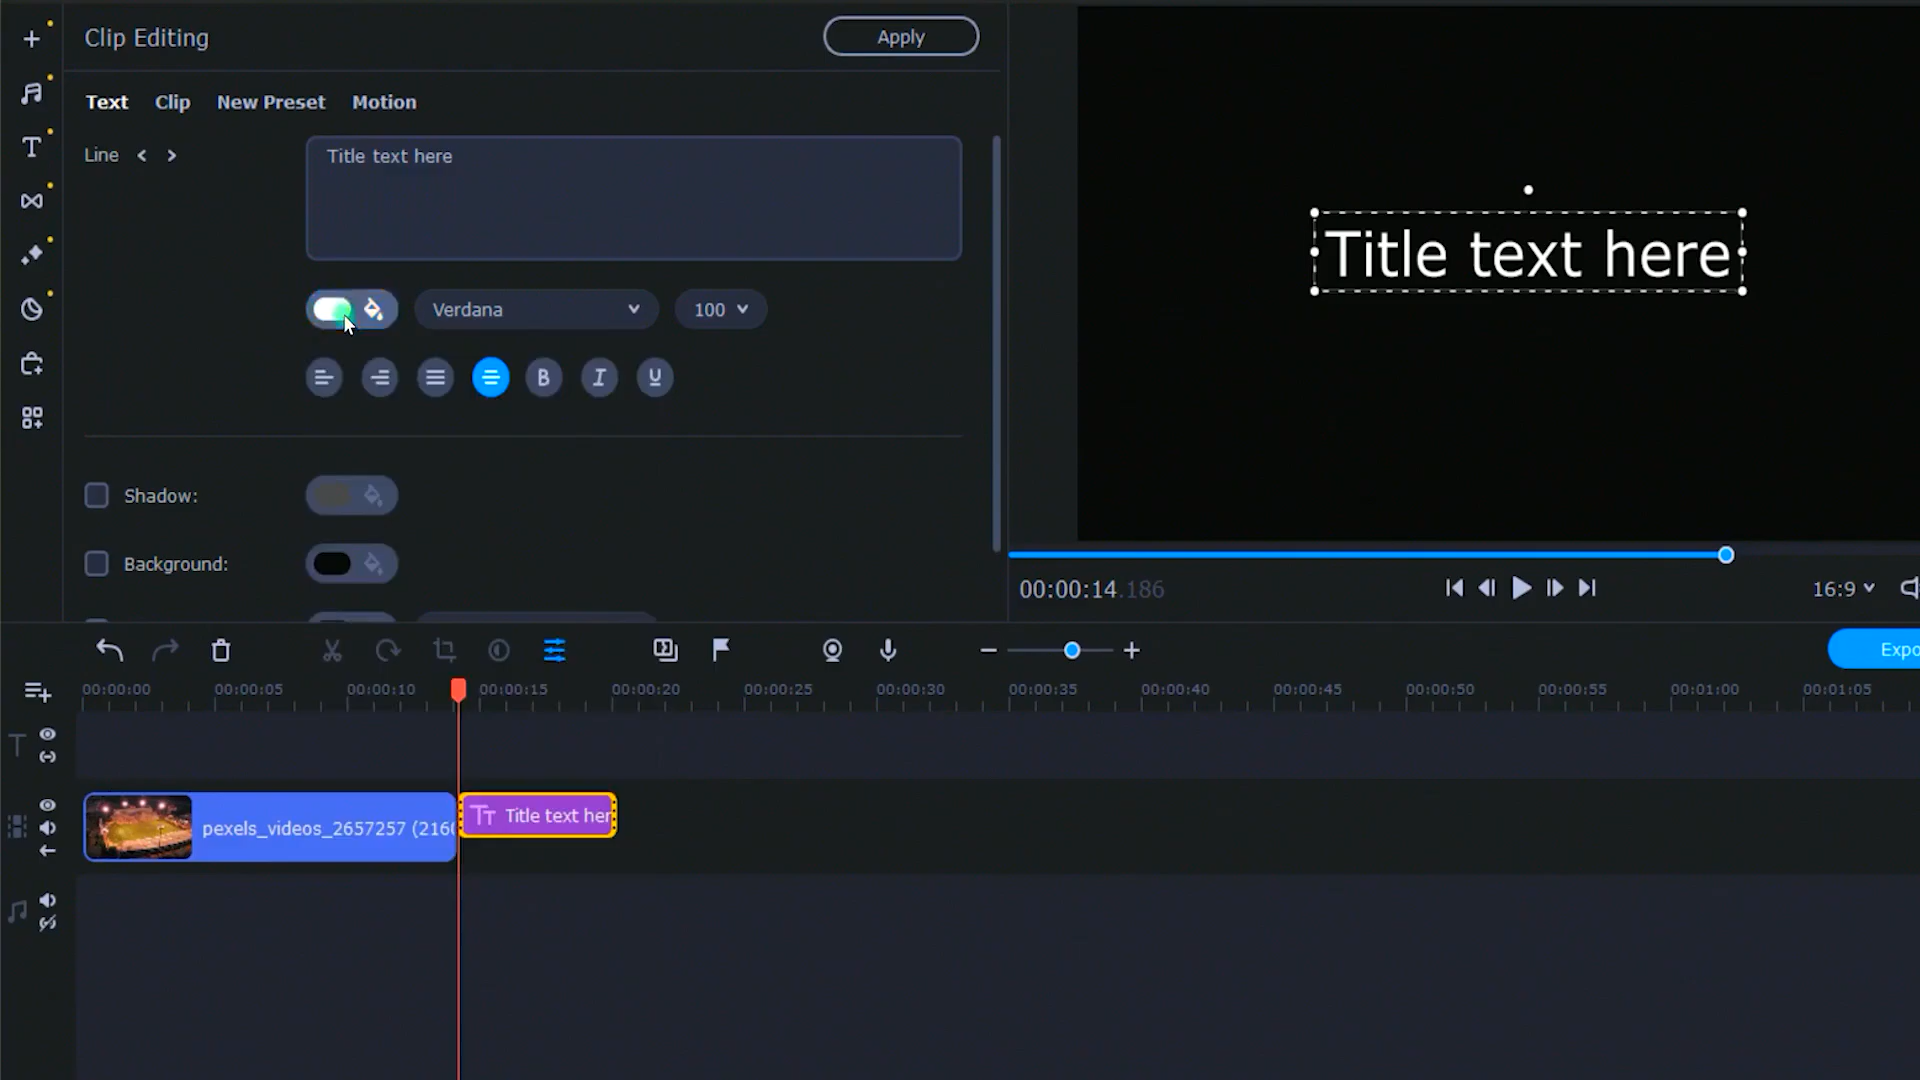 Clip Editing
Apply
Text Clip New Preset Motion
Line
Title text here
Title text here
Verdana
100
B I U
Shadow:
Background:
00:00:14.186
16:9
Expo
00:00:00 00:00:05 00:00:10 00:00:15 00:00:20 00:00:25 00:00:30 00:00:35 00:00:40 00:00:45 00:00:50 00:00:55 00:01:00 00:01:05
pexels_videos_2657257 (216
Title text her